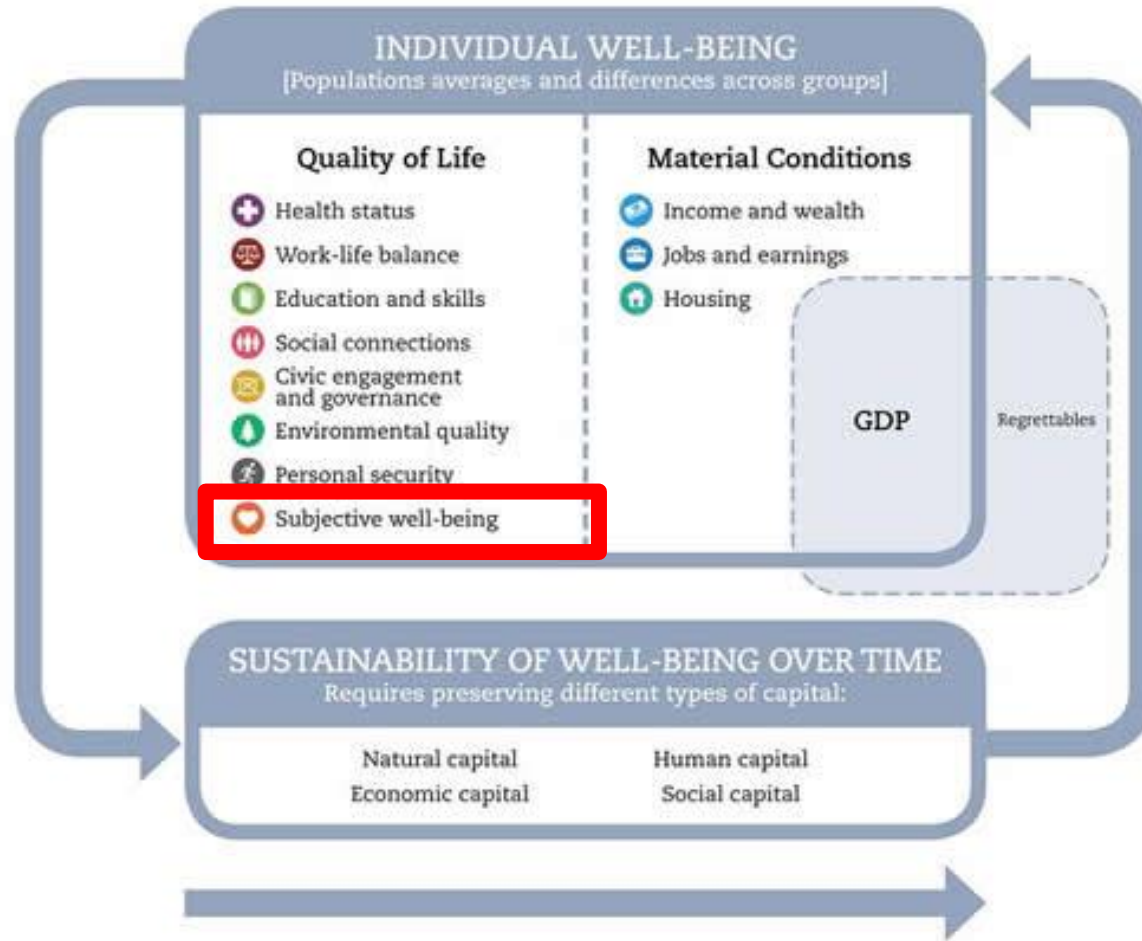 INDIVIDUAL WELL-BEING
[Populations averages and differences across groups]
Quality of Life
Health status
Work-life balance
Education and skills
Social connections
Civic engagement
and governance
Environmental quality
Personal security
Subjective well-being
Material Conditions
Income and wealth
Jobs and earnings
Housing
GDP
Regrettables
SUSTAINABILITY OF WELL-BEING OVER TIME
Requires preserving different types of capital:
Natural capital
Human capital
Economic capital
Social capital